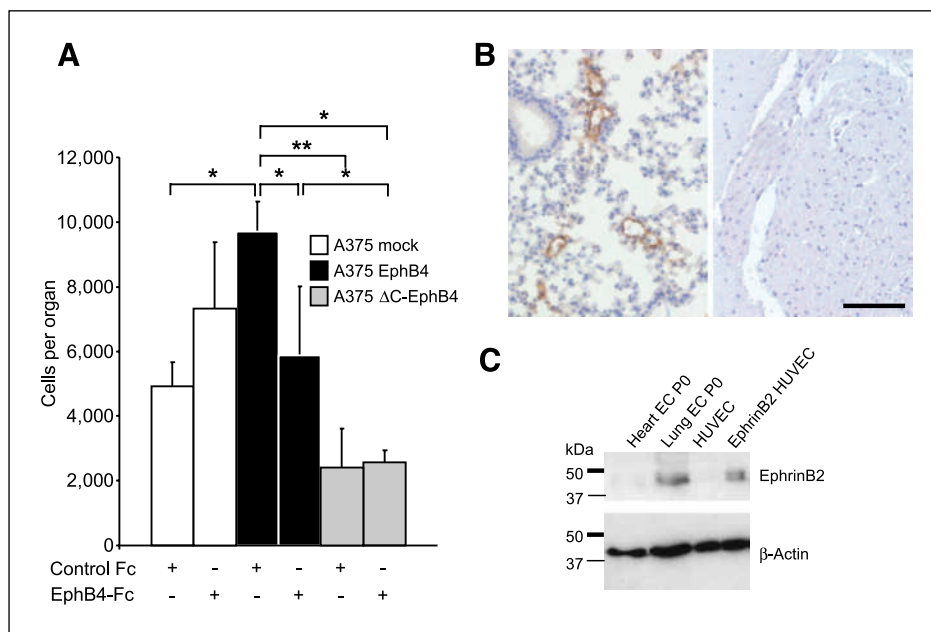 A
B
*
**
* * *
12,000
10,000
8,000
6,000
4,000
2,000
0
Cells per organ
A375 mock
A375 EphB4
A375 ΔC-EphB4
Control Fc + - + - + -
EphB4-Fc - + - + - +
C
Heart EC P0
Lung EC P0
HUVEC
EphrinB2 HUVEC
kDa
50
37
EphrinB2
50
37
β-Actin